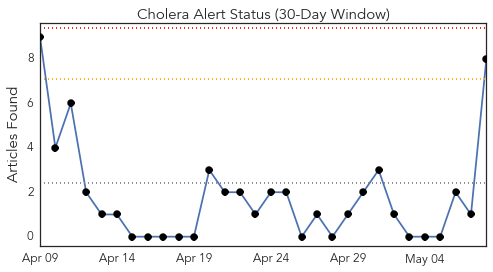 Cholera Alert Status (30-Day Window)
Articles Found
8
6
4
2
0
Apr 09
Apr 14
Apr 19
Apr 24
Apr 29
May 04